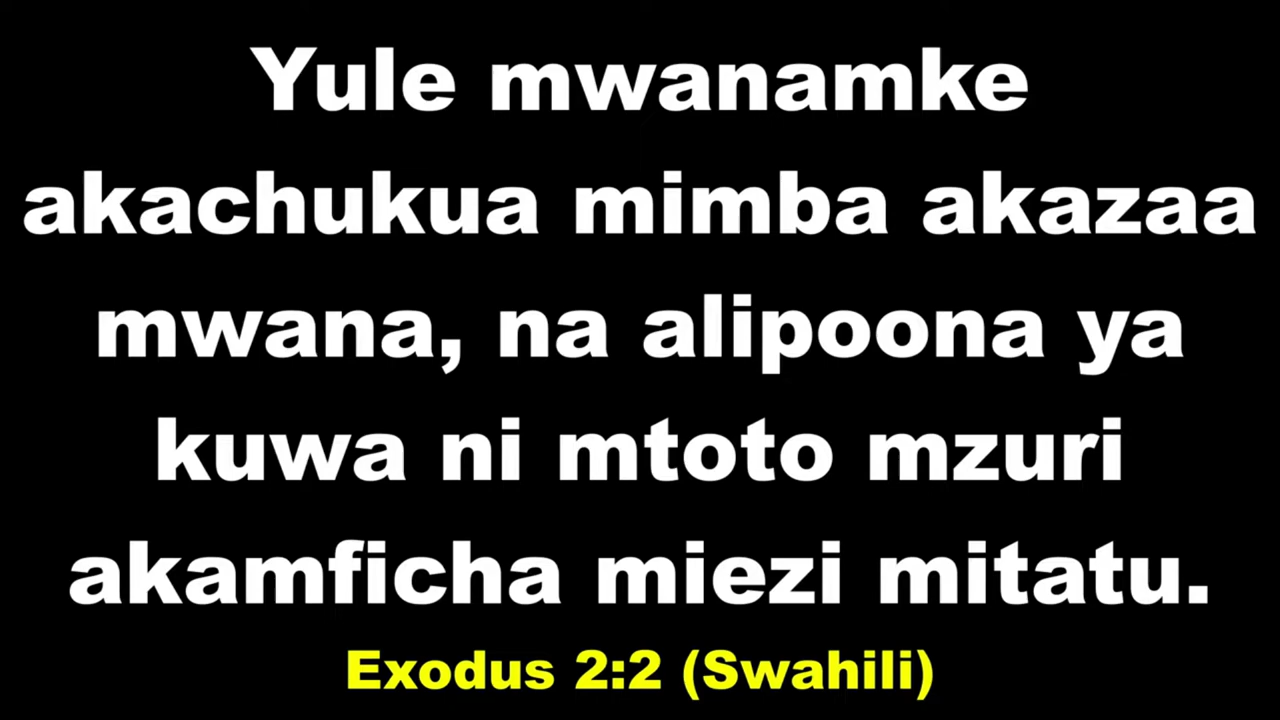 Yule mwanamke
akachukua mimba akazaa
mwana, na alipoona ya
kuwa ni mtoto mzuri
akamficha miezi mitatu.
Exodus 2:2 (Swahili)